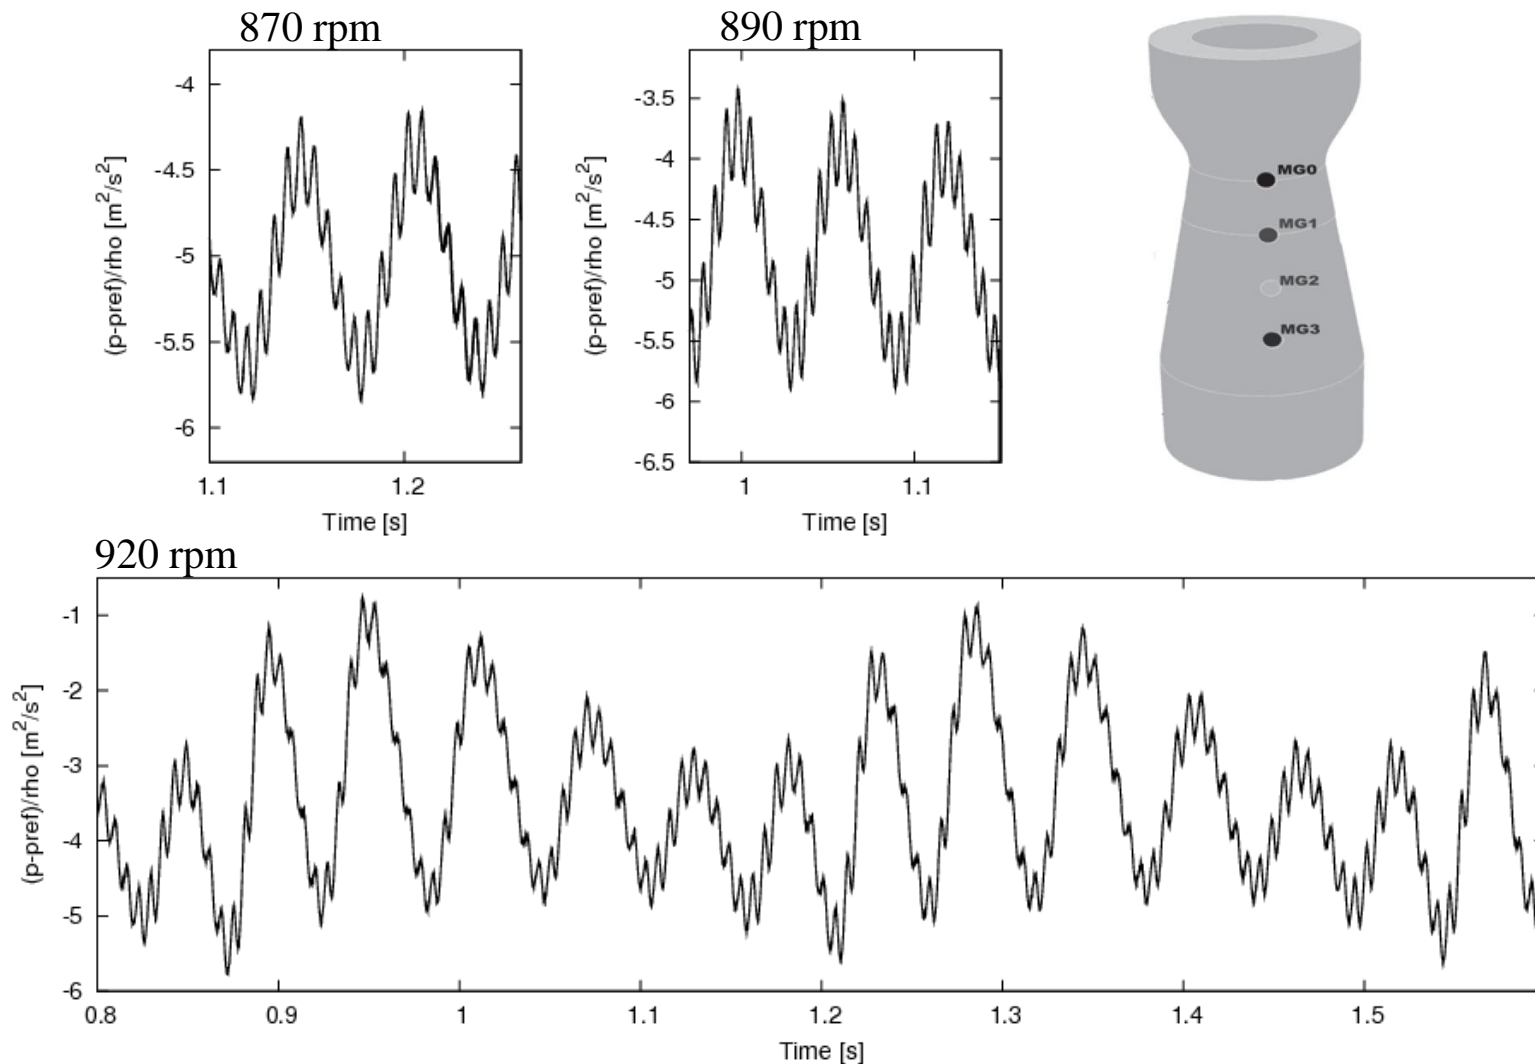 870 rpm
890 rpm
-4
-4.5
-5
-5.5
-6
(p-pref)/rho [m²/s²]
1.1
1.2
Time [s]
-3.5
-4
-4.5
-5
-5.5
-6
-6.5
(p-pref)/rho [m²/s²]
1
1.1
Time [s]
MG0
MG1
MG2
MG3
920 rpm
-1
-2
-3
-4
-5
-6
(p-pref)/rho [m²/s²]
0.8
0.9
1
1.1
1.2
1.3
1.4
1.5
Time [s]